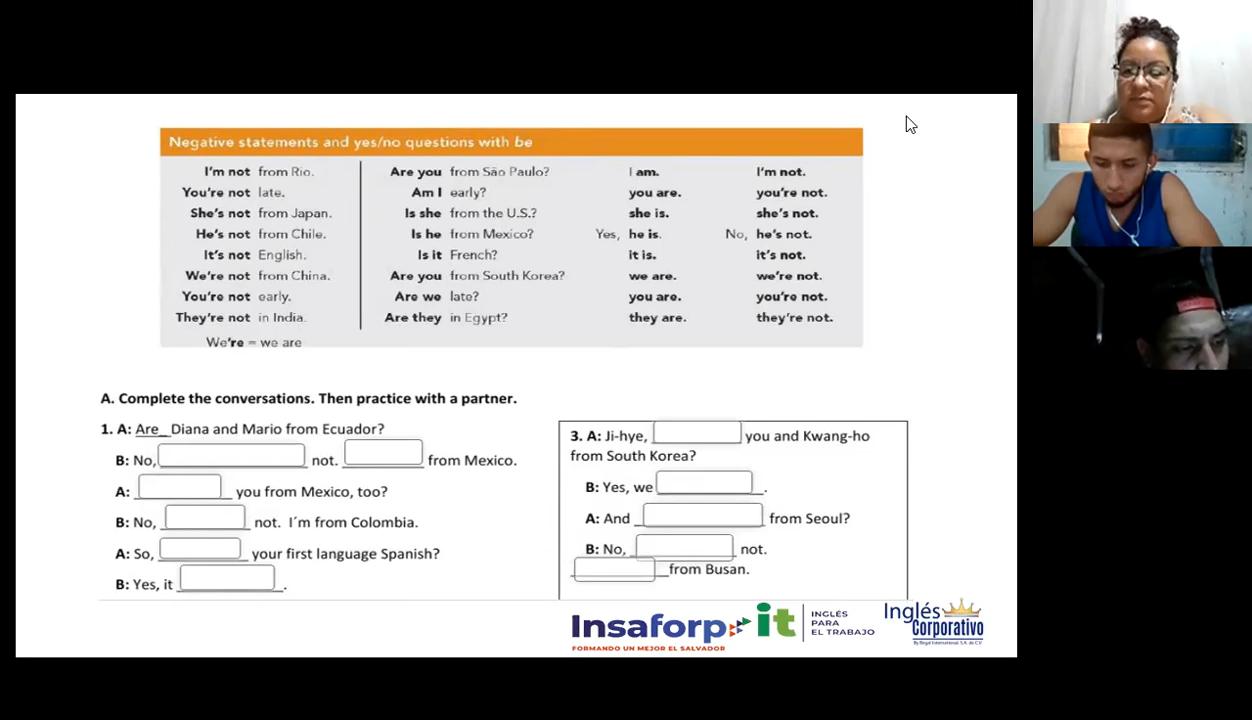 Negative statements and yes/no questions with be
I'm not from Rio.
You're not late.
She's not from Japan.
He's not from Chile.
It's not English.
We're not from China.
You're not early.
They're not in India.
We're = we are
Are you from São Paulo? I am. I'm not.
Am I early? you are. you're not.
Is she from the U.S.? she is. she's not.
Is he from Mexico? Yes, he is. No, he's not.
Is it French? it is. it's not.
Are you from South Korea? we are. we're not.
Are we late? you are. you're not.
Are they in Egypt? they are. they're not.
A. Complete the conversations. Then practice with a partner.
1. A: Are_ Diana and Mario from Ecuador?
B: No, not. from Mexico.
A: you from Mexico, too?
B: No, not. I´m from Colombia.
A: So, your first language Spanish?
B: Yes, it .
3. A: Ji-hye, you and Kwang-ho
from South Korea?
B: Yes, we .
A: And from Seoul?
B: No, not.
from Busan.
Insaforp
FORMANDO UN MEJOR EL SALVADOR
it
INGLÉS
PARA
EL TRABAJO
Inglés
Corporativo